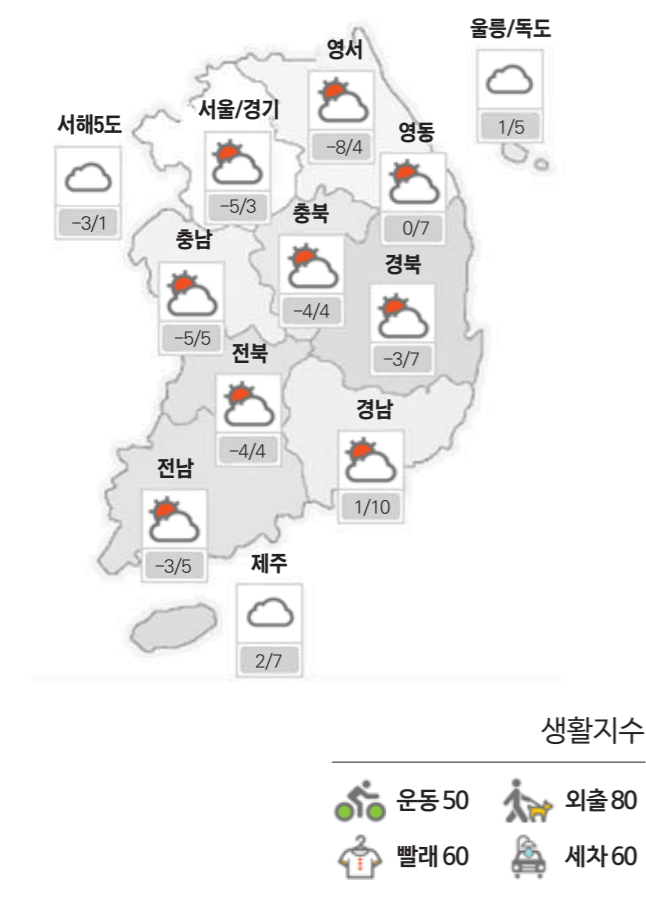 울릉/독도
1/5
영서
-8/4
서울/경기
-5/3
서해5도
-3/1
영동
0/7
충북
-4/4
충남
-5/5
경북
-3/7
전북
-4/4
경남
1/10
전남
-3/5
제주
2/7
생활지수
운동 50
외출 80
빨래 60
세차 60